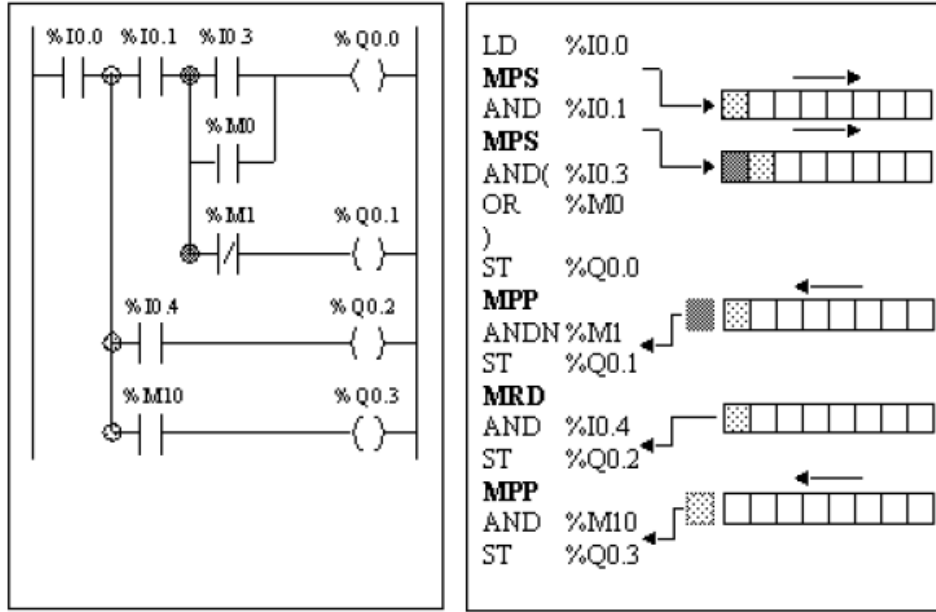 %I0.0 %I0.1 %I0.3 %Q0.0
%M0
%M1 %Q0.1
%I0.4 %Q0.2
%M10 %Q0.3
LD %I0.0
MPS
AND %I0.1
MPS
AND( %I0.3
OR %M0
)
ST %Q0.0
MPP
ANDN %M1
ST %Q0.1
MRD
AND %I0.4
ST %Q0.2
MPP
AND %M10
ST %Q0.3